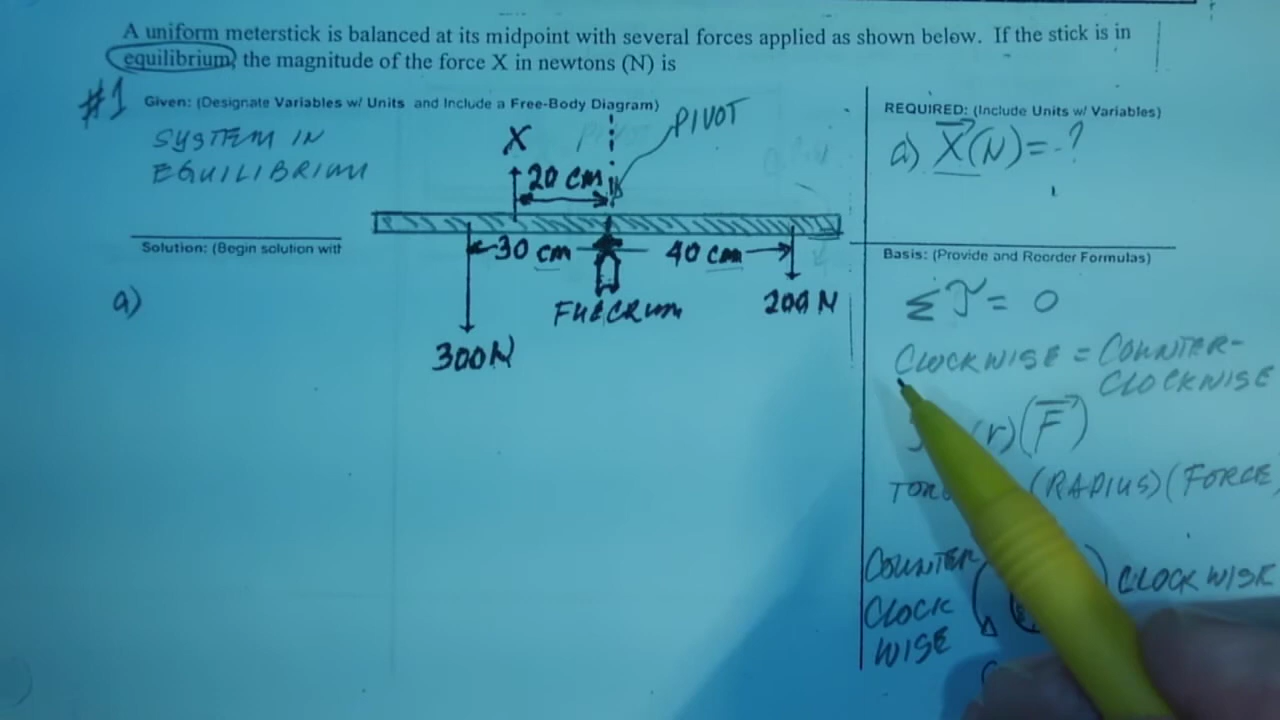 A uniform meterstick is balanced at its midpoint with several forces applied as shown below. If the stick is in
equilibrium, the magnitude of the force X in newtons (N) is
#1
Given: (Designate Variables w/ Units and Include a Free-Body Diagram)
SYSTEM IN
EQUILIBRIUM
X
PIVOT
20 cm
30 cm
40 cm
FULCRUM
200 N
300N
Solution: (Begin solution with
a)
REQUIRED: (Include Units w/ Variables)
a) X(N) = ?
Basis: (Provide and Reorder Formulas)
Στ = 0
CLOCKWISE = COUNTER-
CLOCKWISE
(r)(F)
(RADIUS)(FORCE
COUNTER
CLOCK
WISE
CLOCKWISE